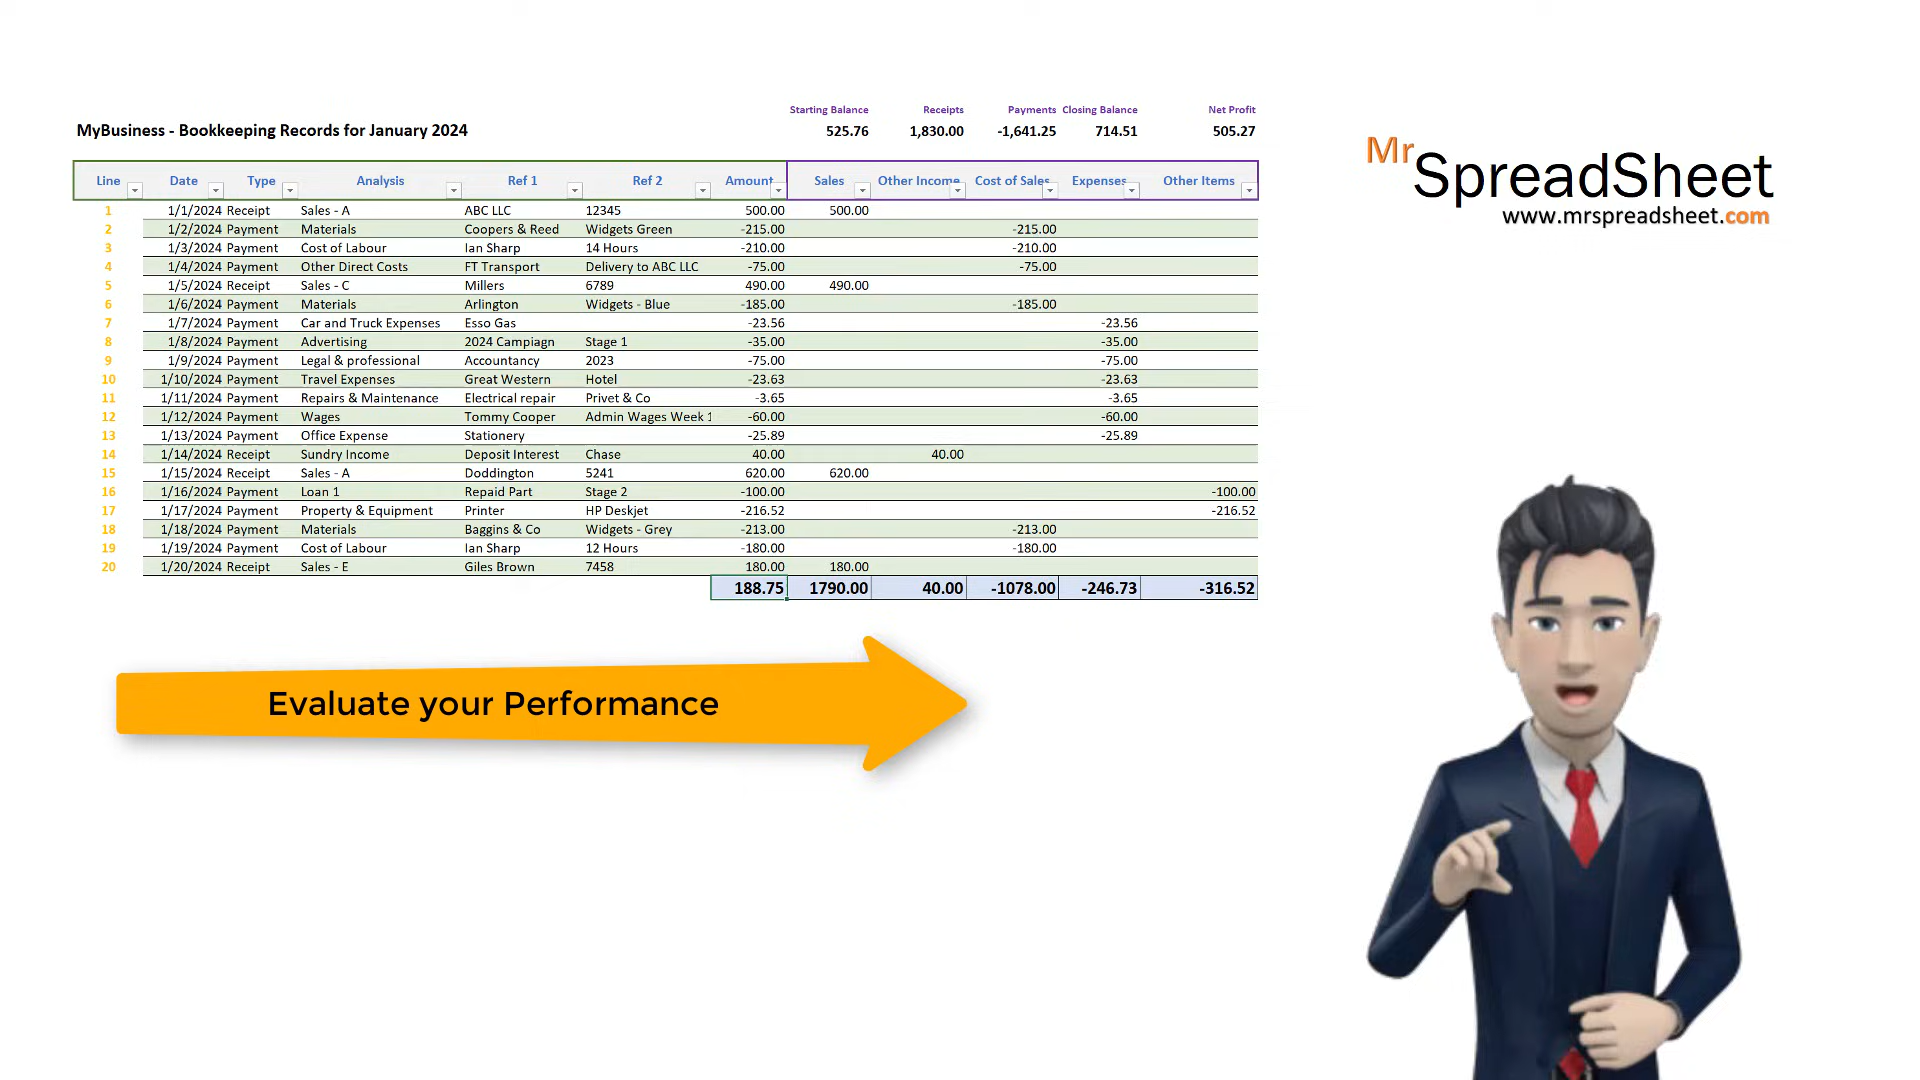 Starting Balance Receipts Payments Closing Balance Net Profit
MyBusiness - Bookkeeping Records for January 2024 525.76 1,830.00 -1,641.25 714.51 505.27
Line Date Type Analysis Ref 1 Ref 2 Amount Sales Other Income Cost of Sales Expenses Other Items
1 1/1/2024 Receipt Sales - A ABC LLC 12345 500.00 500.00
2 1/2/2024 Payment Materials Coopers & Reed Widgets Green -215.00 -215.00
3 1/3/2024 Payment Cost of Labour Ian Sharp 14 Hours -210.00 -210.00
4 1/4/2024 Payment Other Direct Costs FT Transport Delivery to ABC LLC -75.00 -75.00
5 1/5/2024 Receipt Sales - C Millers 6789 490.00 490.00
6 1/6/2024 Payment Materials Arlington Widgets - Blue -185.00 -185.00
7 1/7/2024 Payment Car and Truck Expenses Esso Gas -23.56 -23.56
8 1/8/2024 Payment Advertising 2024 Campiagn Stage 1 -35.00 -35.00
9 1/9/2024 Payment Legal & professional Accountancy 2023 -75.00 -75.00
10 1/10/2024 Payment Travel Expenses Great Western Hotel -23.63 -23.63
11 1/11/2024 Payment Repairs & Maintenance Electrical repair Privet & Co -3.65 -3.65
12 1/12/2024 Payment Wages Tommy Cooper Admin Wages Week 1 -60.00 -60.00
13 1/13/2024 Payment Office Expense Stationery -25.89 -25.89
14 1/14/2024 Receipt Sundry Income Deposit Interest Chase 40.00 40.00
15 1/15/2024 Receipt Sales - A Doddington 5241 620.00 620.00
16 1/16/2024 Payment Loan 1 Repaid Part Stage 2 -100.00 -100.00
17 1/17/2024 Payment Property & Equipment Printer HP Deskjet -216.52 -216.52
18 1/18/2024 Payment Materials Baggins & Co Widgets - Grey -213.00 -213.00
19 1/19/2024 Payment Cost of Labour Ian Sharp 12 Hours -180.00 -180.00
20 1/20/2024 Receipt Sales - E Giles Brown 7458 180.00 180.00
188.75 1790.00 40.00 -1078.00 -246.73 -316.52
Evaluate your Performance
Mr SpreadSheet
www.mrspreadsheet.com